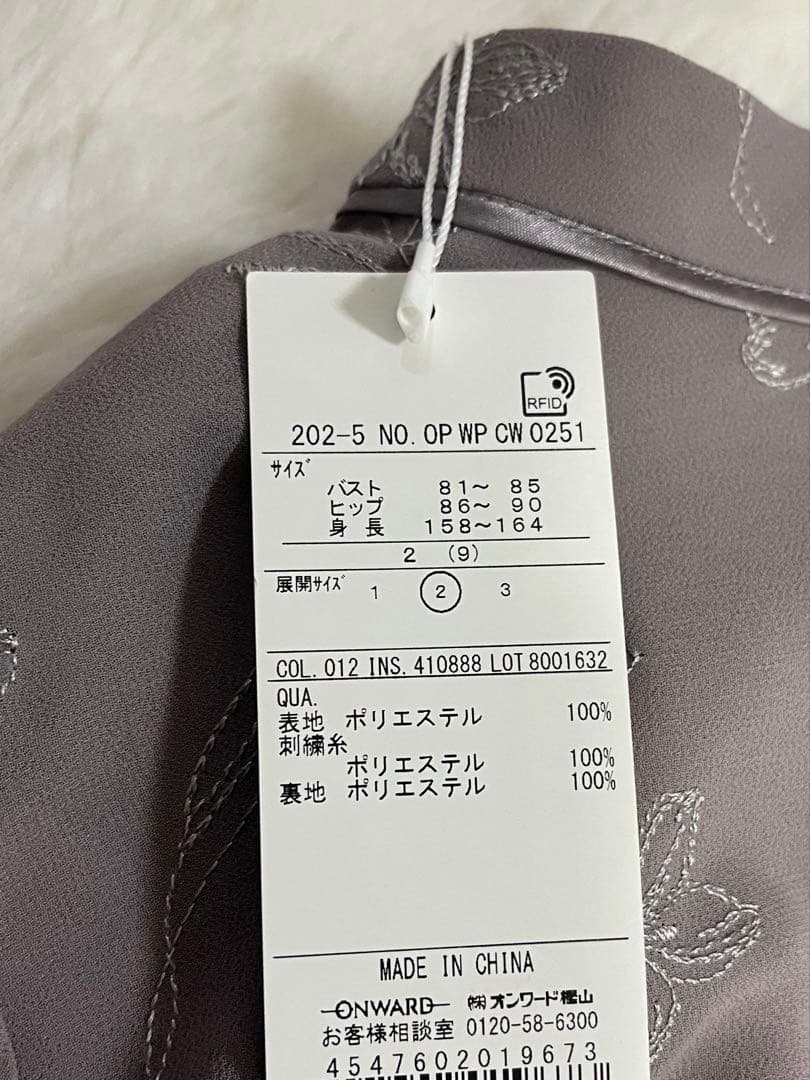 RFID
202-5 NO. OP WP CW 0251
サイズ
バスト 81～ 85
ヒップ 86～ 90
身長 158～164
2 (9)
展開サイズ 1 2 3
COL. 012 INS. 410888 LOT 8001632
QUA.
表地 ポリエステル 100%
刺繍糸
ポリエステル 100%
裏地 ポリエステル 100%
MADE IN CHINA
ONWARD ㈱オンワード樫山
お客様相談室 0120-58-6300
4547602019673